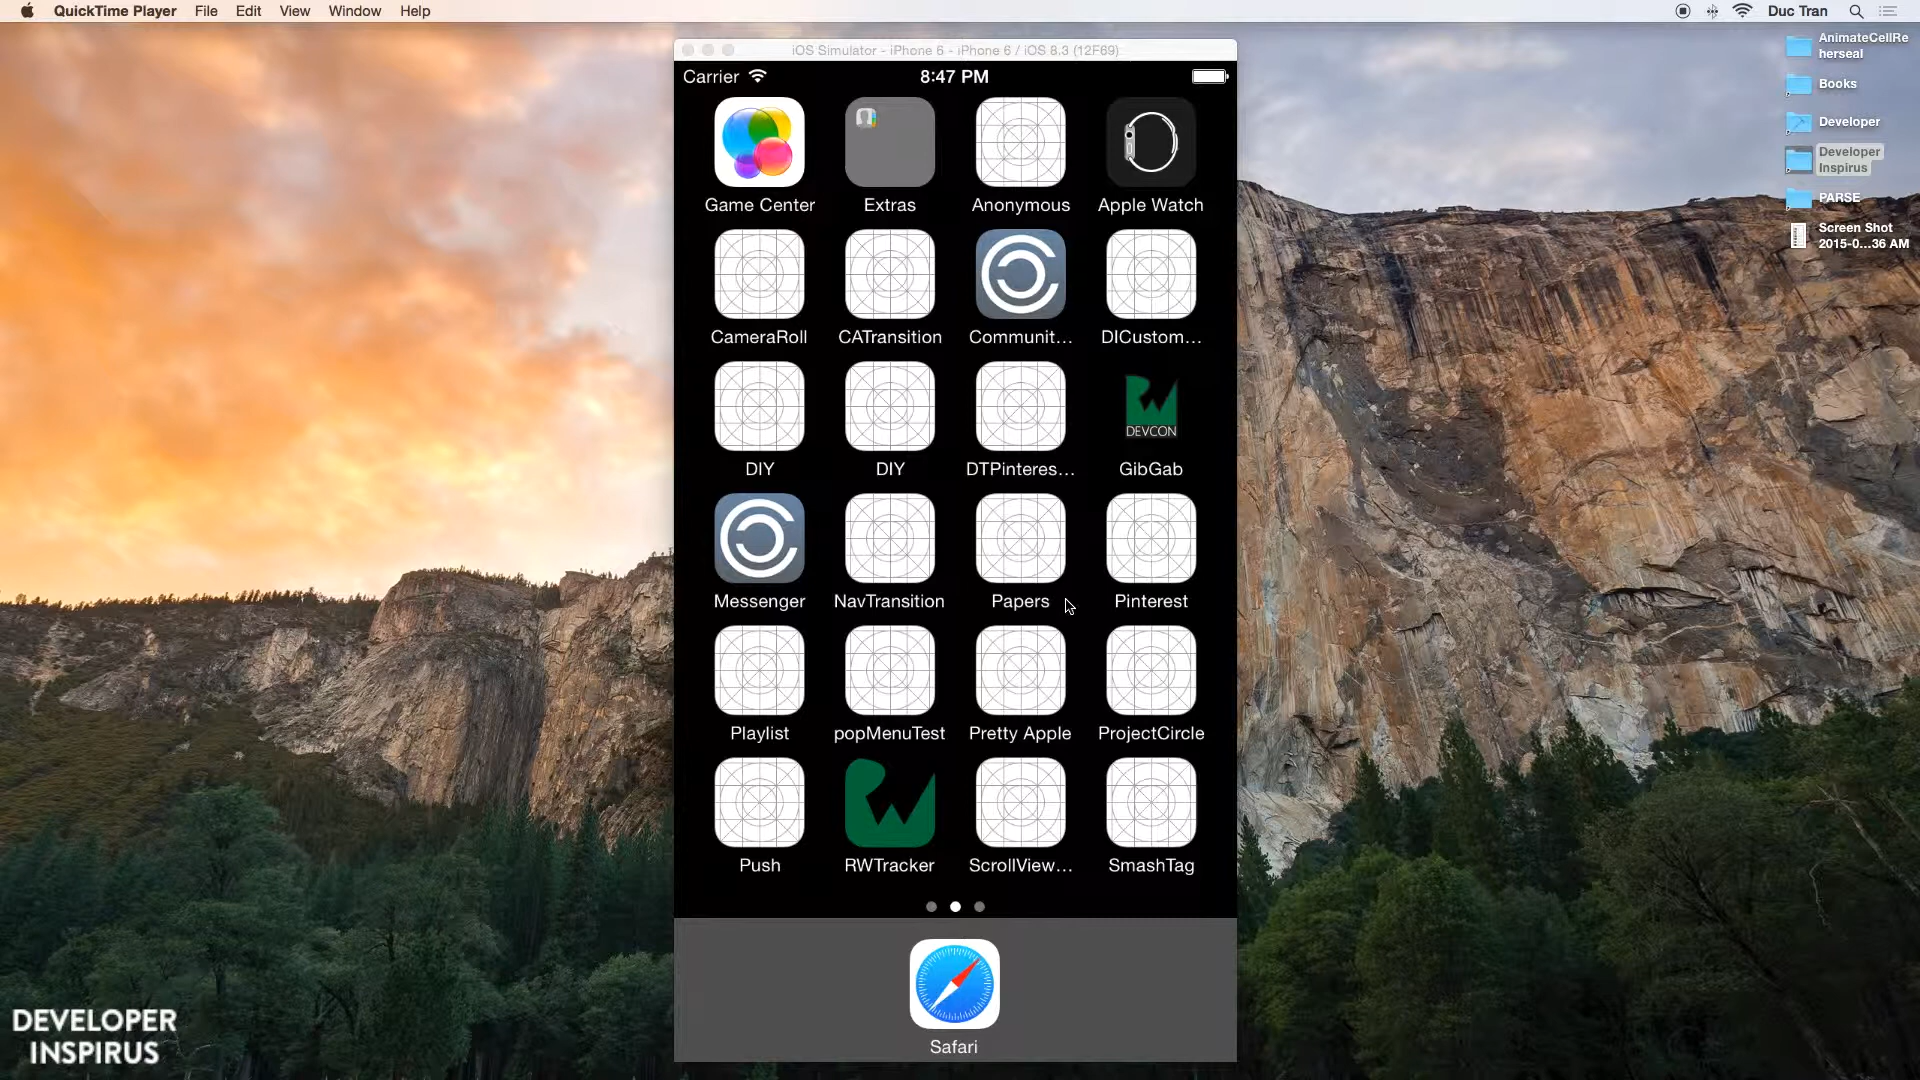 QuickTime Player File Edit View Window Help
Duc Tran
iOS Simulator - iPhone 6 - iPhone 6 / iOS 8.3 (12F69)
Carrier 8:47 PM
Game Center Extras Anonymous Apple Watch
CameraRoll CATransition Communit... DICustom...
DEVCON
DIY DIY DTPinteres... GibGab
Messenger NavTransition Papers Pinterest
Playlist popMenuTest Pretty Apple ProjectCircle
Push RWTracker ScrollView... SmashTag
Safari
AnimateCellRe
herseal
Books
Developer
Developer
Inspirus
PARSE
Screen Shot
2015-0...36 AM
DEVELOPER
INSPIRUS